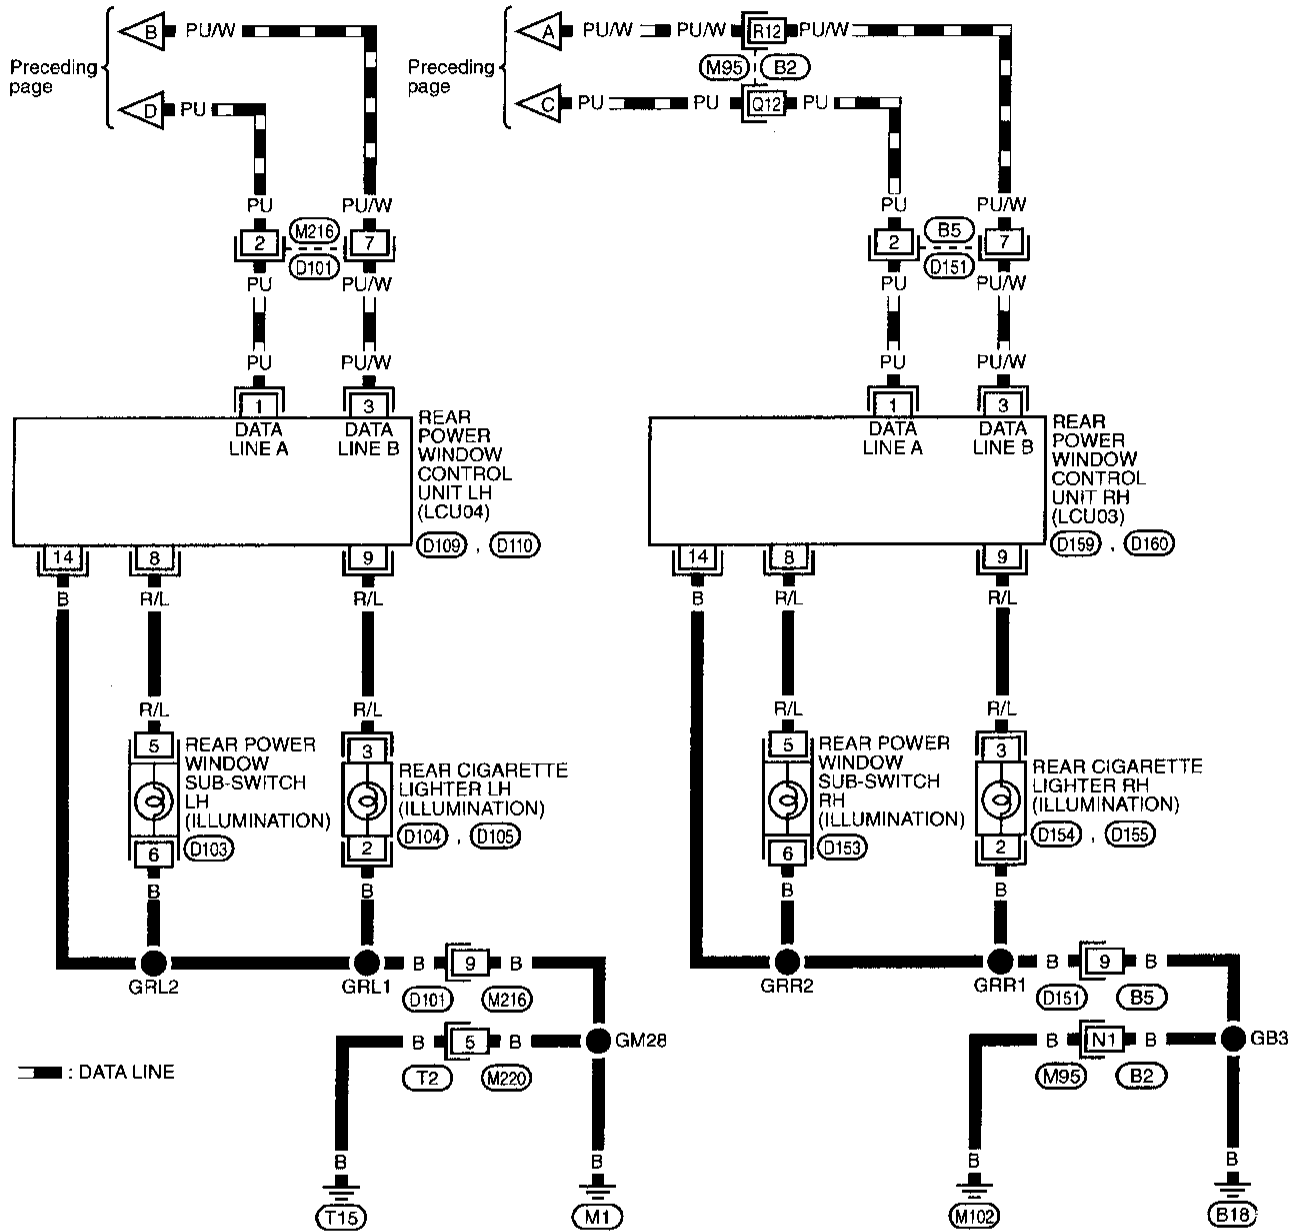 B PU/W
Preceding
page
D PU
PU PU/W
2 M216 7
D101
PU PU/W
PU PU/W
1 3
DATA
LINE A
DATA
LINE B
REAR
POWER
WINDOW
CONTROL
UNIT LH
(LCU04)
D109 , D110
14 8 9
B R/L R/L
R/L R/L
5
REAR POWER
WINDOW
SUB-SWITCH
LH
(ILLUMINATION)
D103
6
3
REAR CIGARETTE
LIGHTER LH
(ILLUMINATION)
D104 , D105
2
B B
GRL2 GRL1
B 9 B
D101 M216
B 5 B
T2 M220
GM28
: DATA LINE
B B
T15 M1
A PU/W PU/W R12 PU/W
Preceding
page
M95 B2
C PU PU Q12 PU
PU PU/W
2 B5 7
D151
PU PU/W
PU PU/W
1 3
DATA
LINE A
DATA
LINE B
REAR
POWER
WINDOW
CONTROL
UNIT RH
(LCU03)
D159 , D160
14 8 9
B R/L R/L
R/L R/L
5
REAR POWER
WINDOW
SUB-SWITCH
RH
(ILLUMINATION)
D153
6
3
REAR CIGARETTE
LIGHTER RH
(ILLUMINATION)
D154 , D155
2
B B
GRR2 GRR1
B 9 B
D151 B5
B N1 B
M95 B2
GB3
B B
M102 B18